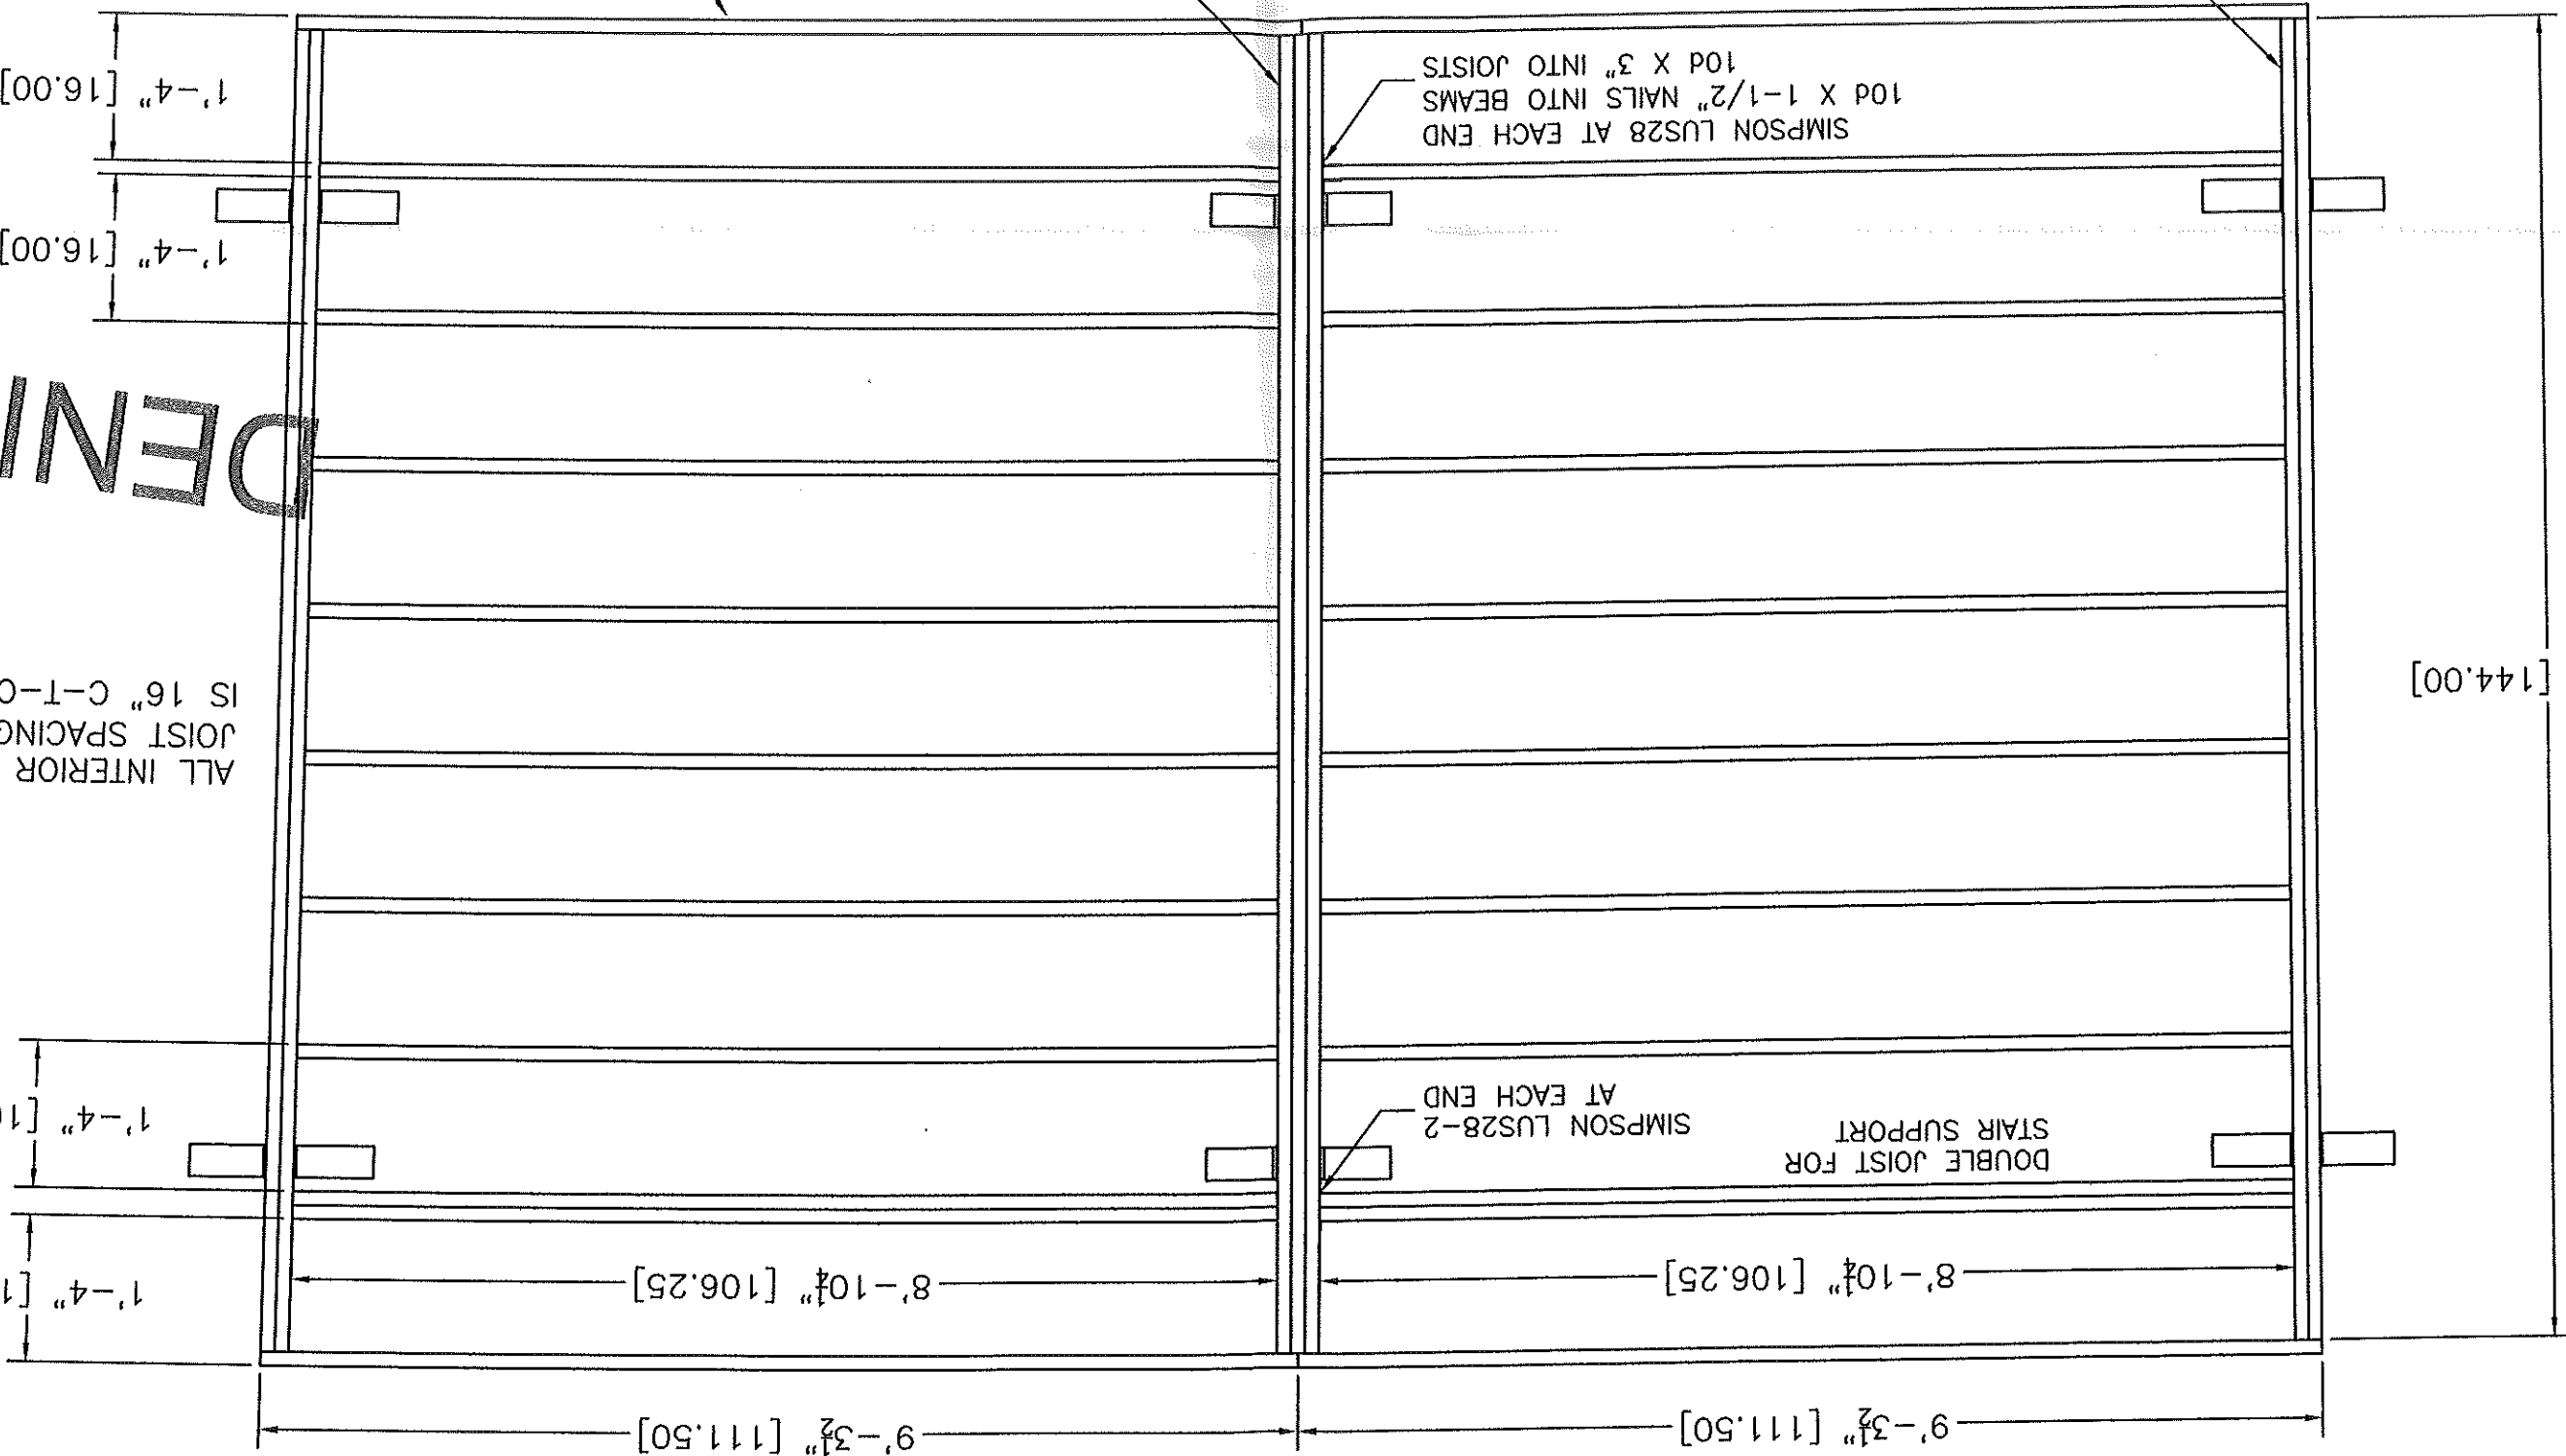 9'-3½" [111.50]
9'-3½" [111.50]
8'-10¼" [106.25]
8'-10¼" [106.25]
1'-4" [1
DOUBLE JOIST FOR
STAIR SUPPORT
SIMPSON LUS28-2
AT EACH END
1'-4" [1
ALL INTERIOR
JOIST SPACING
IS 16" C-T-
[144.00]
DENI
1'-4" [16.00]
1'-4" [16.00]
SIMPSON LUS28 AT EACH END
10d X 1-1/2" NAILS INTO BEAMS
10d X 3" INTO JOISTS